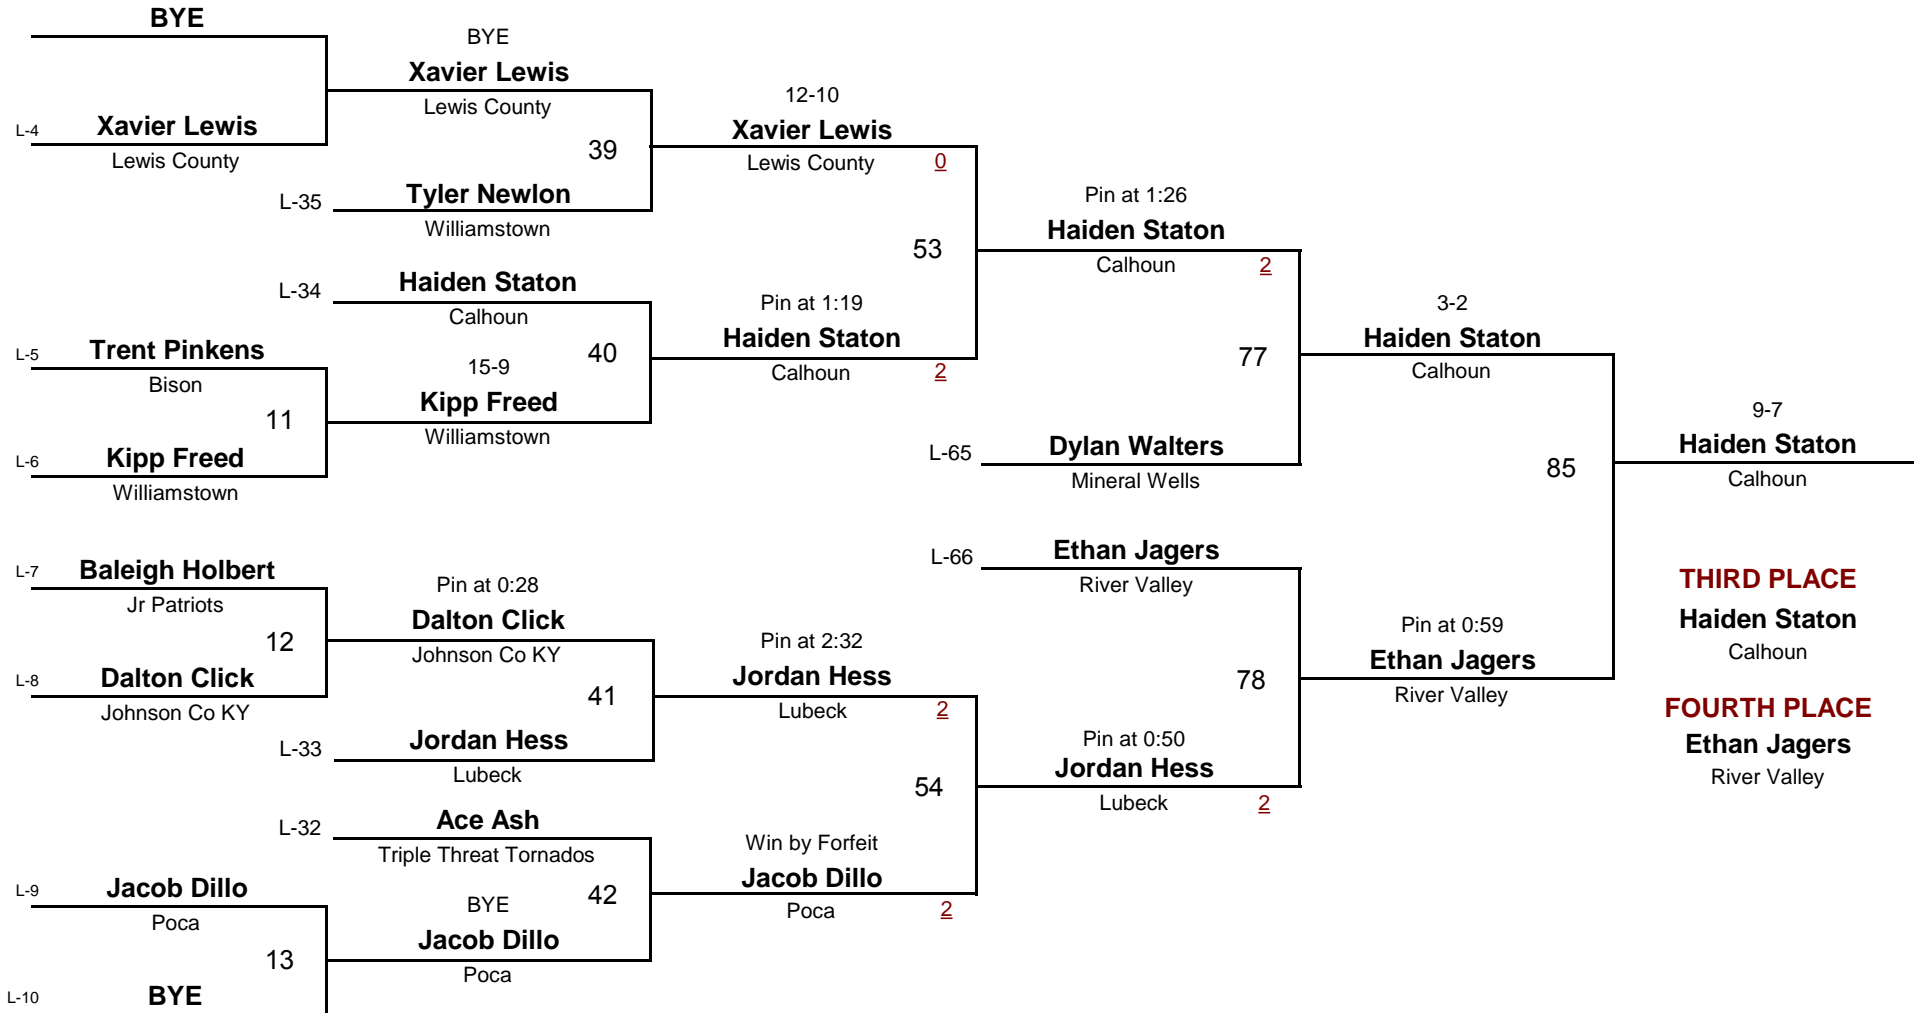 BYE
L-4
Xavier Lewis
Lewis County
BYE
Xavier Lewis
Lewis County
39
L-35
Tyler Newlon
Williamstown
12-10
Xavier Lewis
Lewis County
0
53
L-34
Haiden Staton
Calhoun
40
L-5
Trent Pinkens
Bison
11
L-6
Kipp Freed
Williamstown
15-9
Kipp Freed
Williamstown
Pin at 1:19
Haiden Staton
Calhoun
2
Pin at 1:26
Haiden Staton
Calhoun
2
77
L-65
Dylan Walters
Mineral Wells
3-2
Haiden Staton
Calhoun
85
9-7
Haiden Staton
Calhoun
L-7
Baleigh Holbert
Jr Patriots
12
L-8
Dalton Click
Johnson Co KY
Pin at 0:28
Dalton Click
Johnson Co KY
41
L-33
Jordan Hess
Lubeck
Pin at 2:32
Jordan Hess
Lubeck
2
54
L-66
Ethan Jagers
River Valley
78
Pin at 0:59
Ethan Jagers
River Valley
Pin at 0:50
Jordan Hess
Lubeck
2
L-32
Ace Ash
Triple Threat Tornados
42
L-9
Jacob Dillo
Poca
13
L-10
BYE
BYE
Jacob Dillo
Poca
Win by Forfeit
Jacob Dillo
Poca
2
THIRD PLACE
Haiden Staton
Calhoun
FOURTH PLACE
Ethan Jagers
River Valley